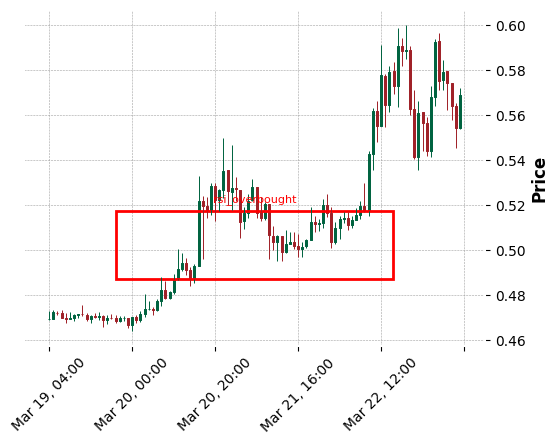 0.60
0.58
0.56
0.54
rsi_overbought
0.52
0.50
0.48
0.46
Price
Mar 19, 04:00
Mar 20, 00:00
Mar 20, 20:00
Mar 21, 16:00
Mar 22, 12:00